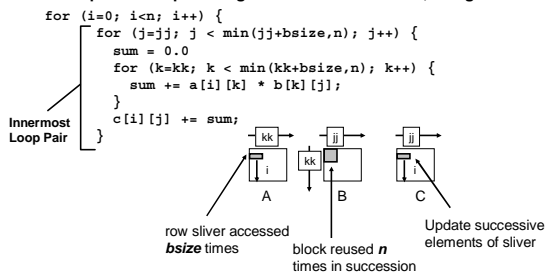 for (i=0; i<n; i++) {
for (j=jj; j < min(jj+bsize,n); j++) {
sum = 0.0
for (k=kk; k < min(kk+bsize,n); k++) {
sum += a[i][k] * b[k][j];
}
c[i][j] += sum;
}
Innermost
Loop Pair
kk
jj
jj
kk
i
i
A
B
C
row sliver accessed
bsize times
block reused n
times in succession
Update successive
elements of sliver